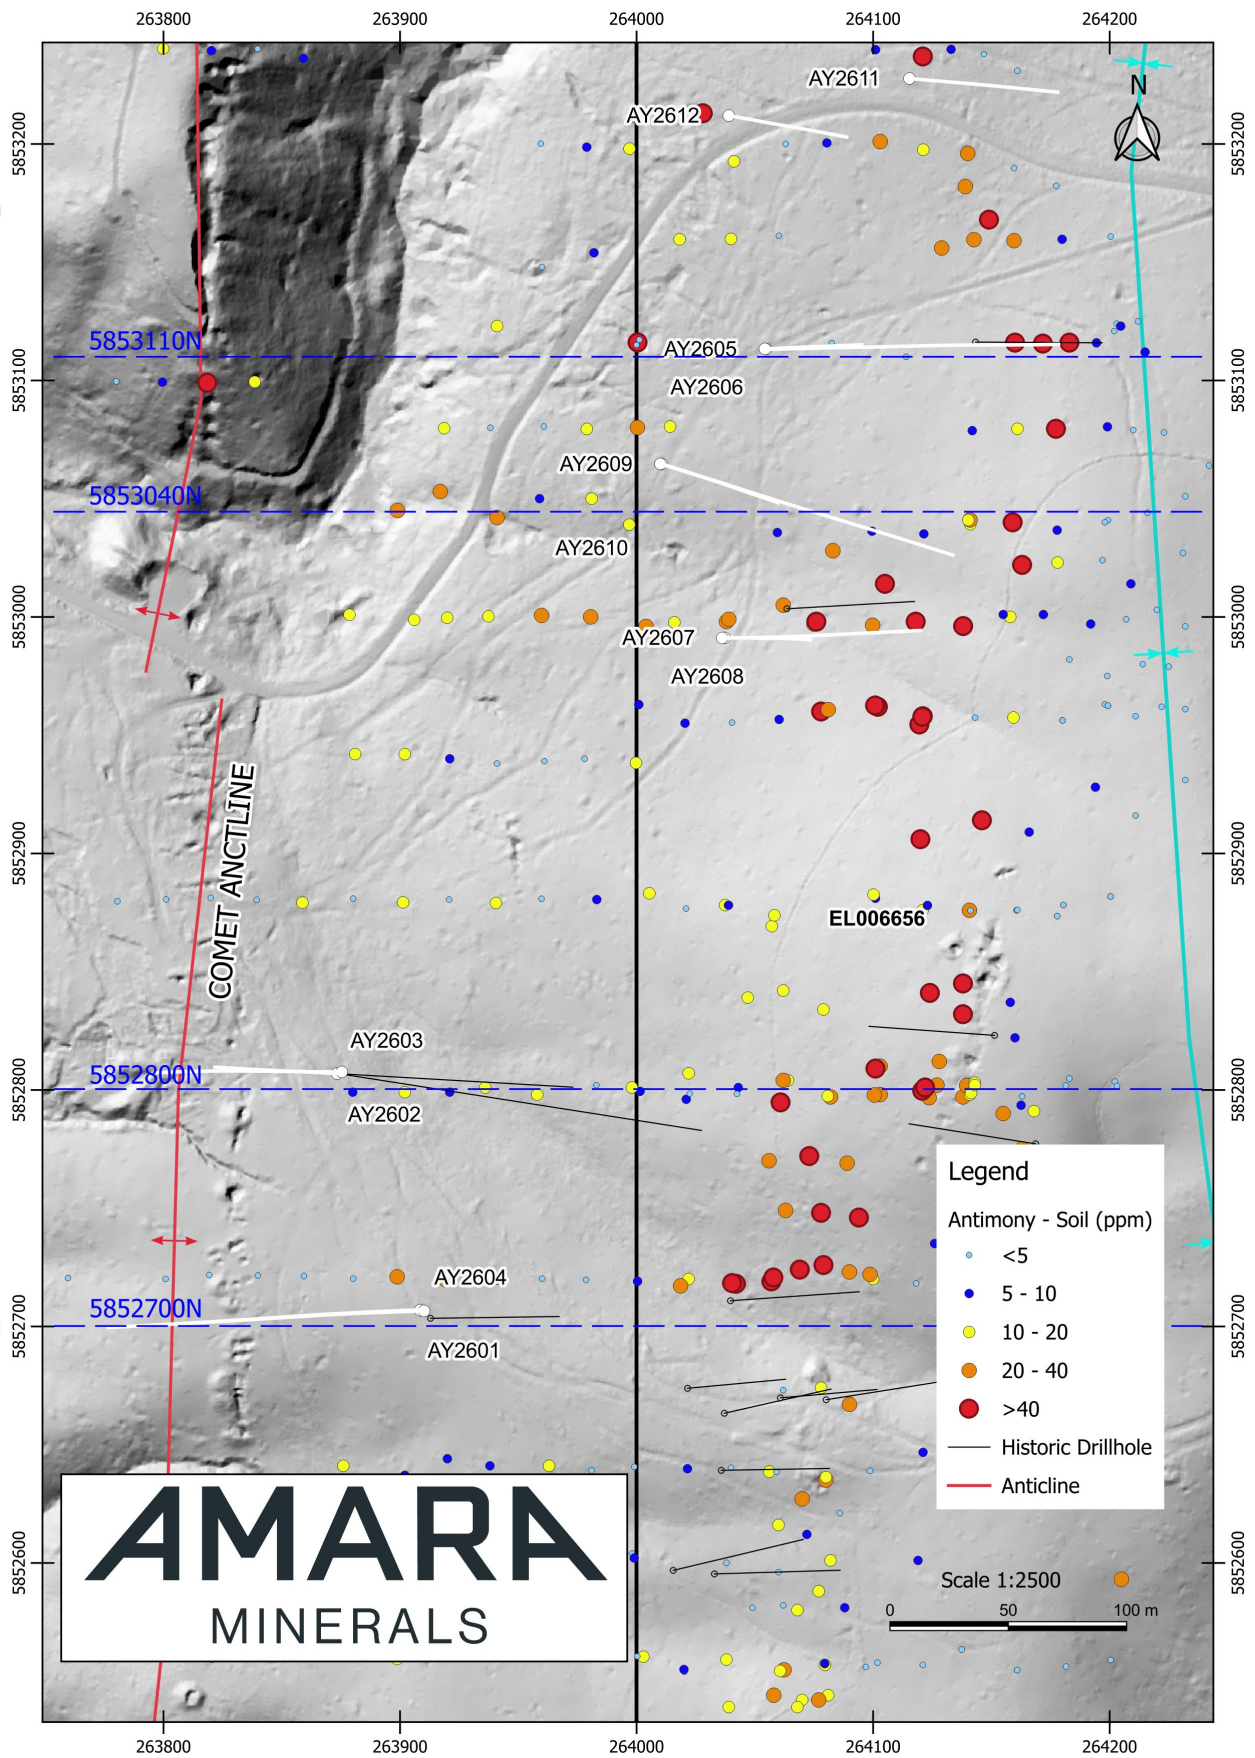 263800 263900 264000 264100 264200
AY2611
N
AY2612
5853200 5853200
5853110N
AY2605
5853100 5853100
AY2606
AY2609
5853040N
AY2610
5853000 5853000
AY2607
AY2608
COMET ANCTLINE
5852900 5852900
EL006656
AY2603
5852800N
5852800 5852800
AY2602
Legend
Antimony - Soil (ppm)
<5
5 - 10
10 - 20
20 - 40
>40
Historic Drillhole
Anticline
AY2604
5852700N
5852700 5852700
AY2601
AMARA
MINERALS
5852600 5852600
Scale 1:2500
0 50 100 m
263800 263900 264000 264100 264200